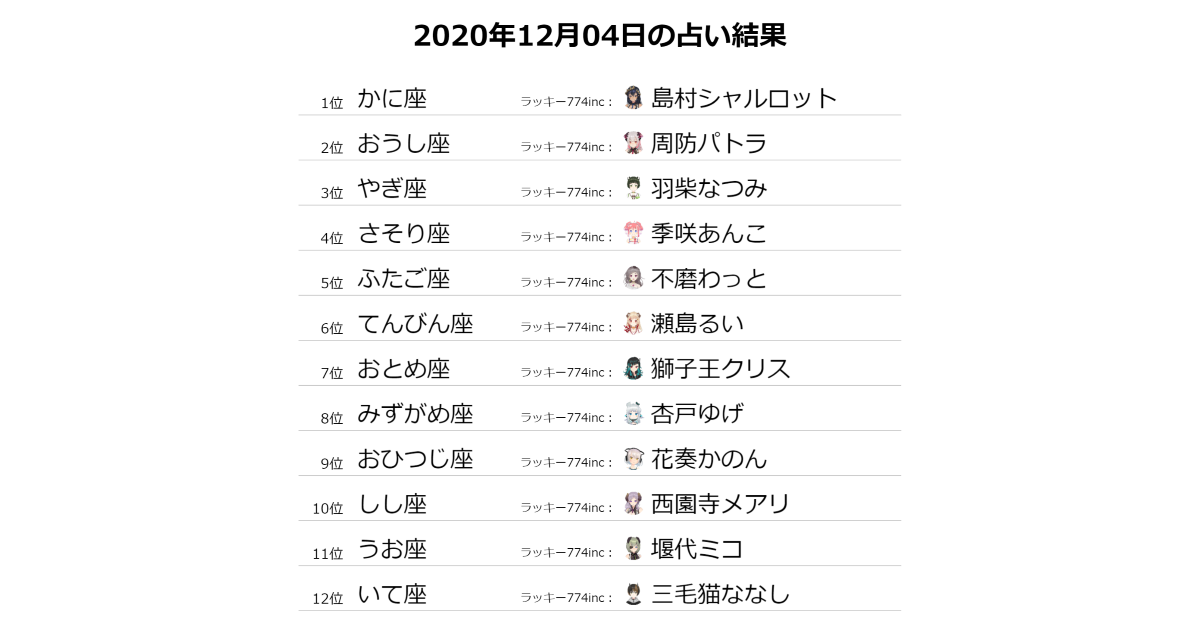 2020年12月04日の占い結果
1位 かに座 ラッキー774inc： 島村シャルロット
2位 おうし座 ラッキー774inc： 周防パトラ
3位 やぎ座 ラッキー774inc： 羽柴なつみ
4位 さそり座 ラッキー774inc： 季咲あんこ
5位 ふたご座 ラッキー774inc： 不磨わっと
6位 てんびん座 ラッキー774inc： 瀬島るい
7位 おとめ座 ラッキー774inc： 獅子王クリス
8位 みずがめ座 ラッキー774inc： 杏戸ゆげ
9位 おひつじ座 ラッキー774inc： 花奏かのん
10位 しし座 ラッキー774inc： 西園寺メアリ
11位 うお座 ラッキー774inc： 堰代ミコ
12位 いて座 ラッキー774inc： 三毛猫ななし